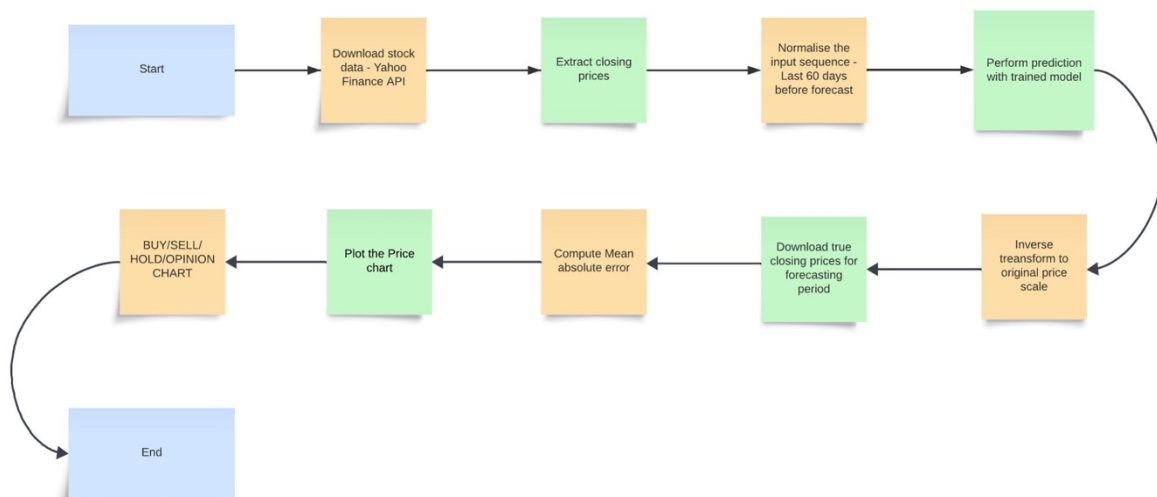 Start
Download stock
data - Yahoo
Finance API
Extract closing
prices
Normalise the
input sequence -
Last 60 days
before forecast
Perform prediction
with trained model
Inverse
treansform to
original price
scale
Download true
closing prices for
forecasting
period
Compute Mean
absolute error
Plot the Price
chart
BUY/SELL/
HOLD/OPINION
CHART
End